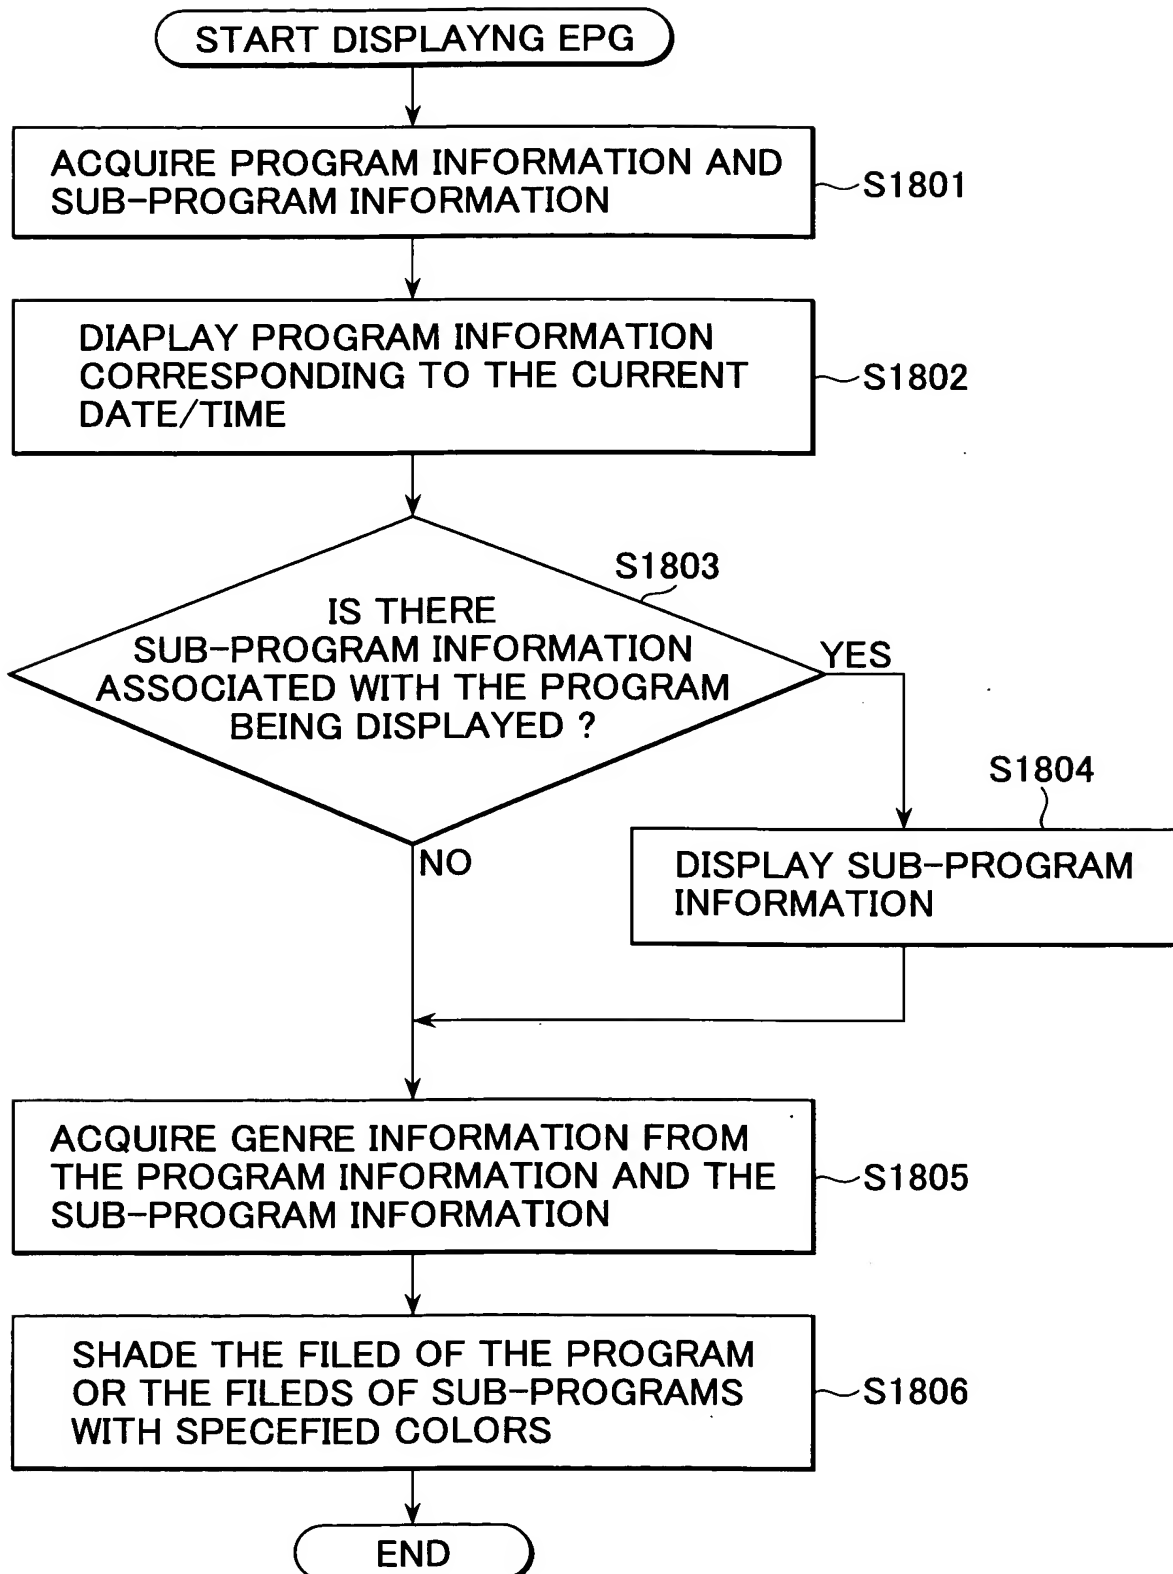 START DISPLAYNG EPG
ACQUIRE PROGRAM INFORMATION AND
SUB-PROGRAM INFORMATION
S1801
DIAPLAY PROGRAM INFORMATION
CORRESPONDING TO THE CURRENT
DATE/TIME
S1802
S1803
IS THERE
SUB-PROGRAM INFORMATION
ASSOCIATED WITH THE PROGRAM
BEING DISPLAYED ?
YES
S1804
DISPLAY SUB-PROGRAM
INFORMATION
NO
ACQUIRE GENRE INFORMATION FROM
THE PROGRAM INFORMATION AND THE
SUB-PROGRAM INFORMATION
S1805
SHADE THE FILED OF THE PROGRAM
OR THE FILEDS OF SUB-PROGRAMS
WITH SPECEFIED COLORS
S1806
END